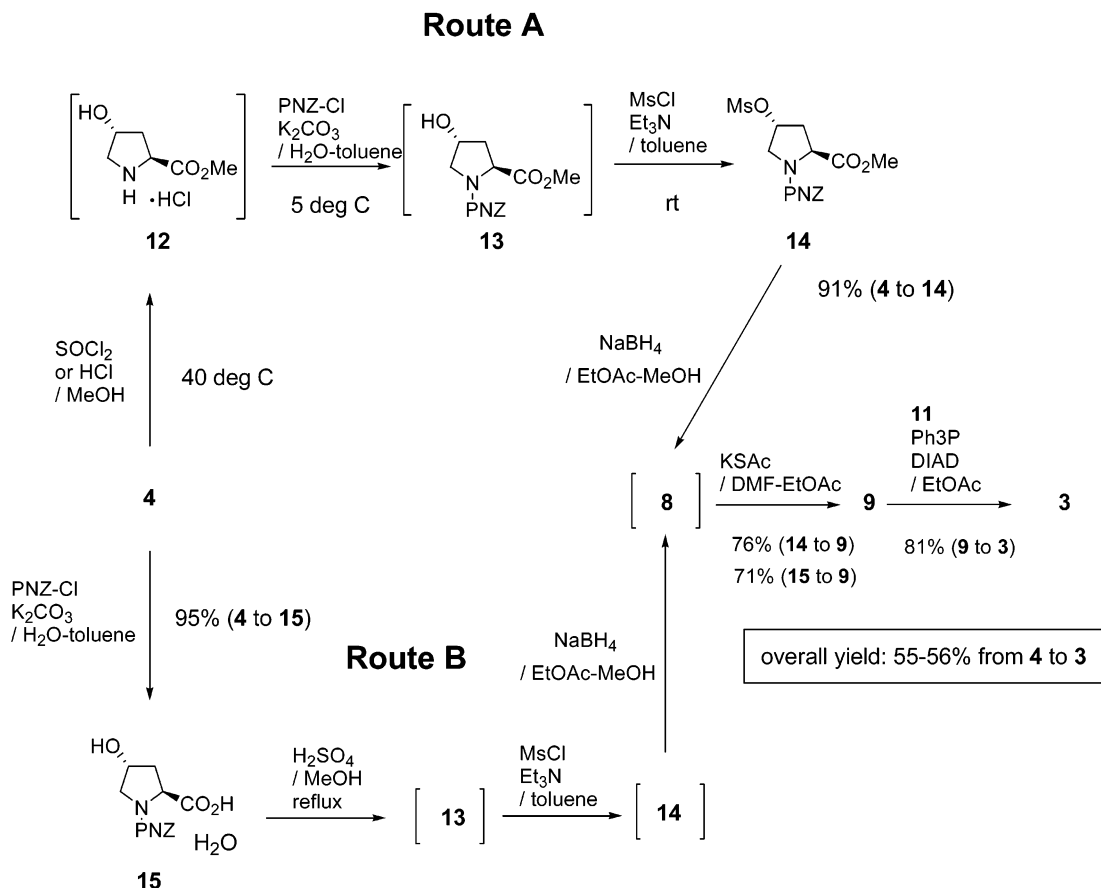 Route A
HO
N
H
·HCl
CO2Me
12
PNZ-Cl
K2CO3
/ H2O-toluene
5 deg C
HO
N
PNZ
CO2Me
13
MsCl
Et3N
/ toluene
rt
MsO
N
PNZ
CO2Me
14
91% (4 to 14)
SOCl2
or HCl
/ MeOH
40 deg C
NaBH4
/ EtOAc-MeOH
4
8
KSAc
/ DMF-EtOAc
76% (14 to 9)
71% (15 to 9)
9
11
Ph3P
DIAD
/ EtOAc
81% (9 to 3)
3
PNZ-Cl
K2CO3
/ H2O-toluene
95% (4 to 15)
Route B
NaBH4
/ EtOAc-MeOH
overall yield: 55-56% from 4 to 3
HO
N
PNZ
CO2H
H2O
15
H2SO4
/ MeOH
reflux
13
MsCl
Et3N
/ toluene
14